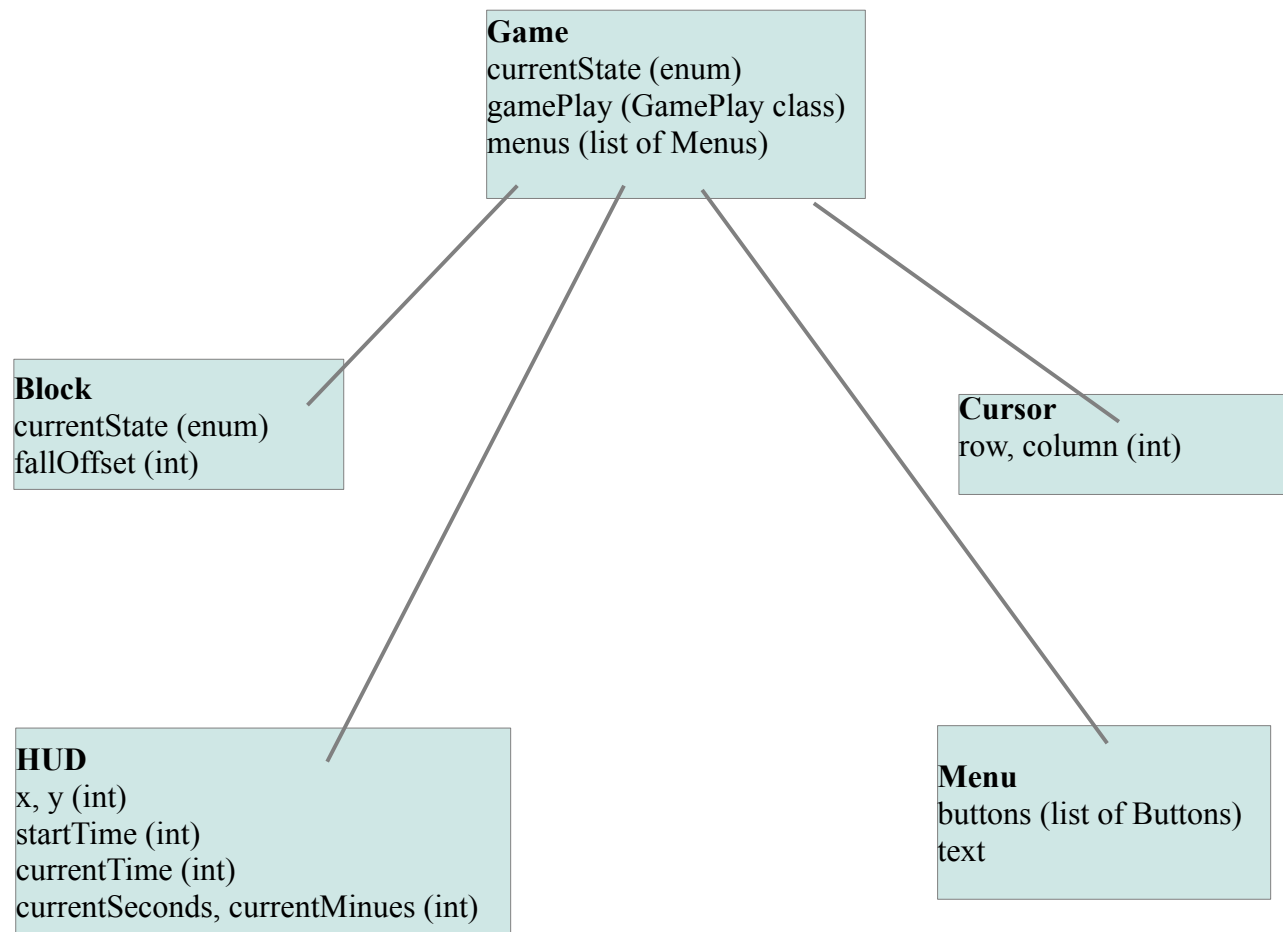 Game
currentState (enum)
gamePlay (GamePlay class)
menus (list of Menus)
Block
currentState (enum)
fallOffset (int)
Cursor
row, column (int)
HUD
x, y (int)
startTime (int)
currentTime (int)
currentSeconds, currentMinues (int)
Menu
buttons (list of Buttons)
text